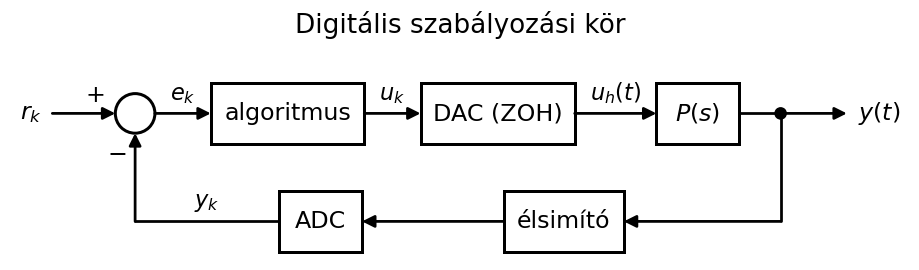 Digitális szabályozási kör
r_k
+
−
e_k
algoritmus
u_k
DAC (ZOH)
u_h(t)
P(s)
y(t)
y_k
ADC
élsimító